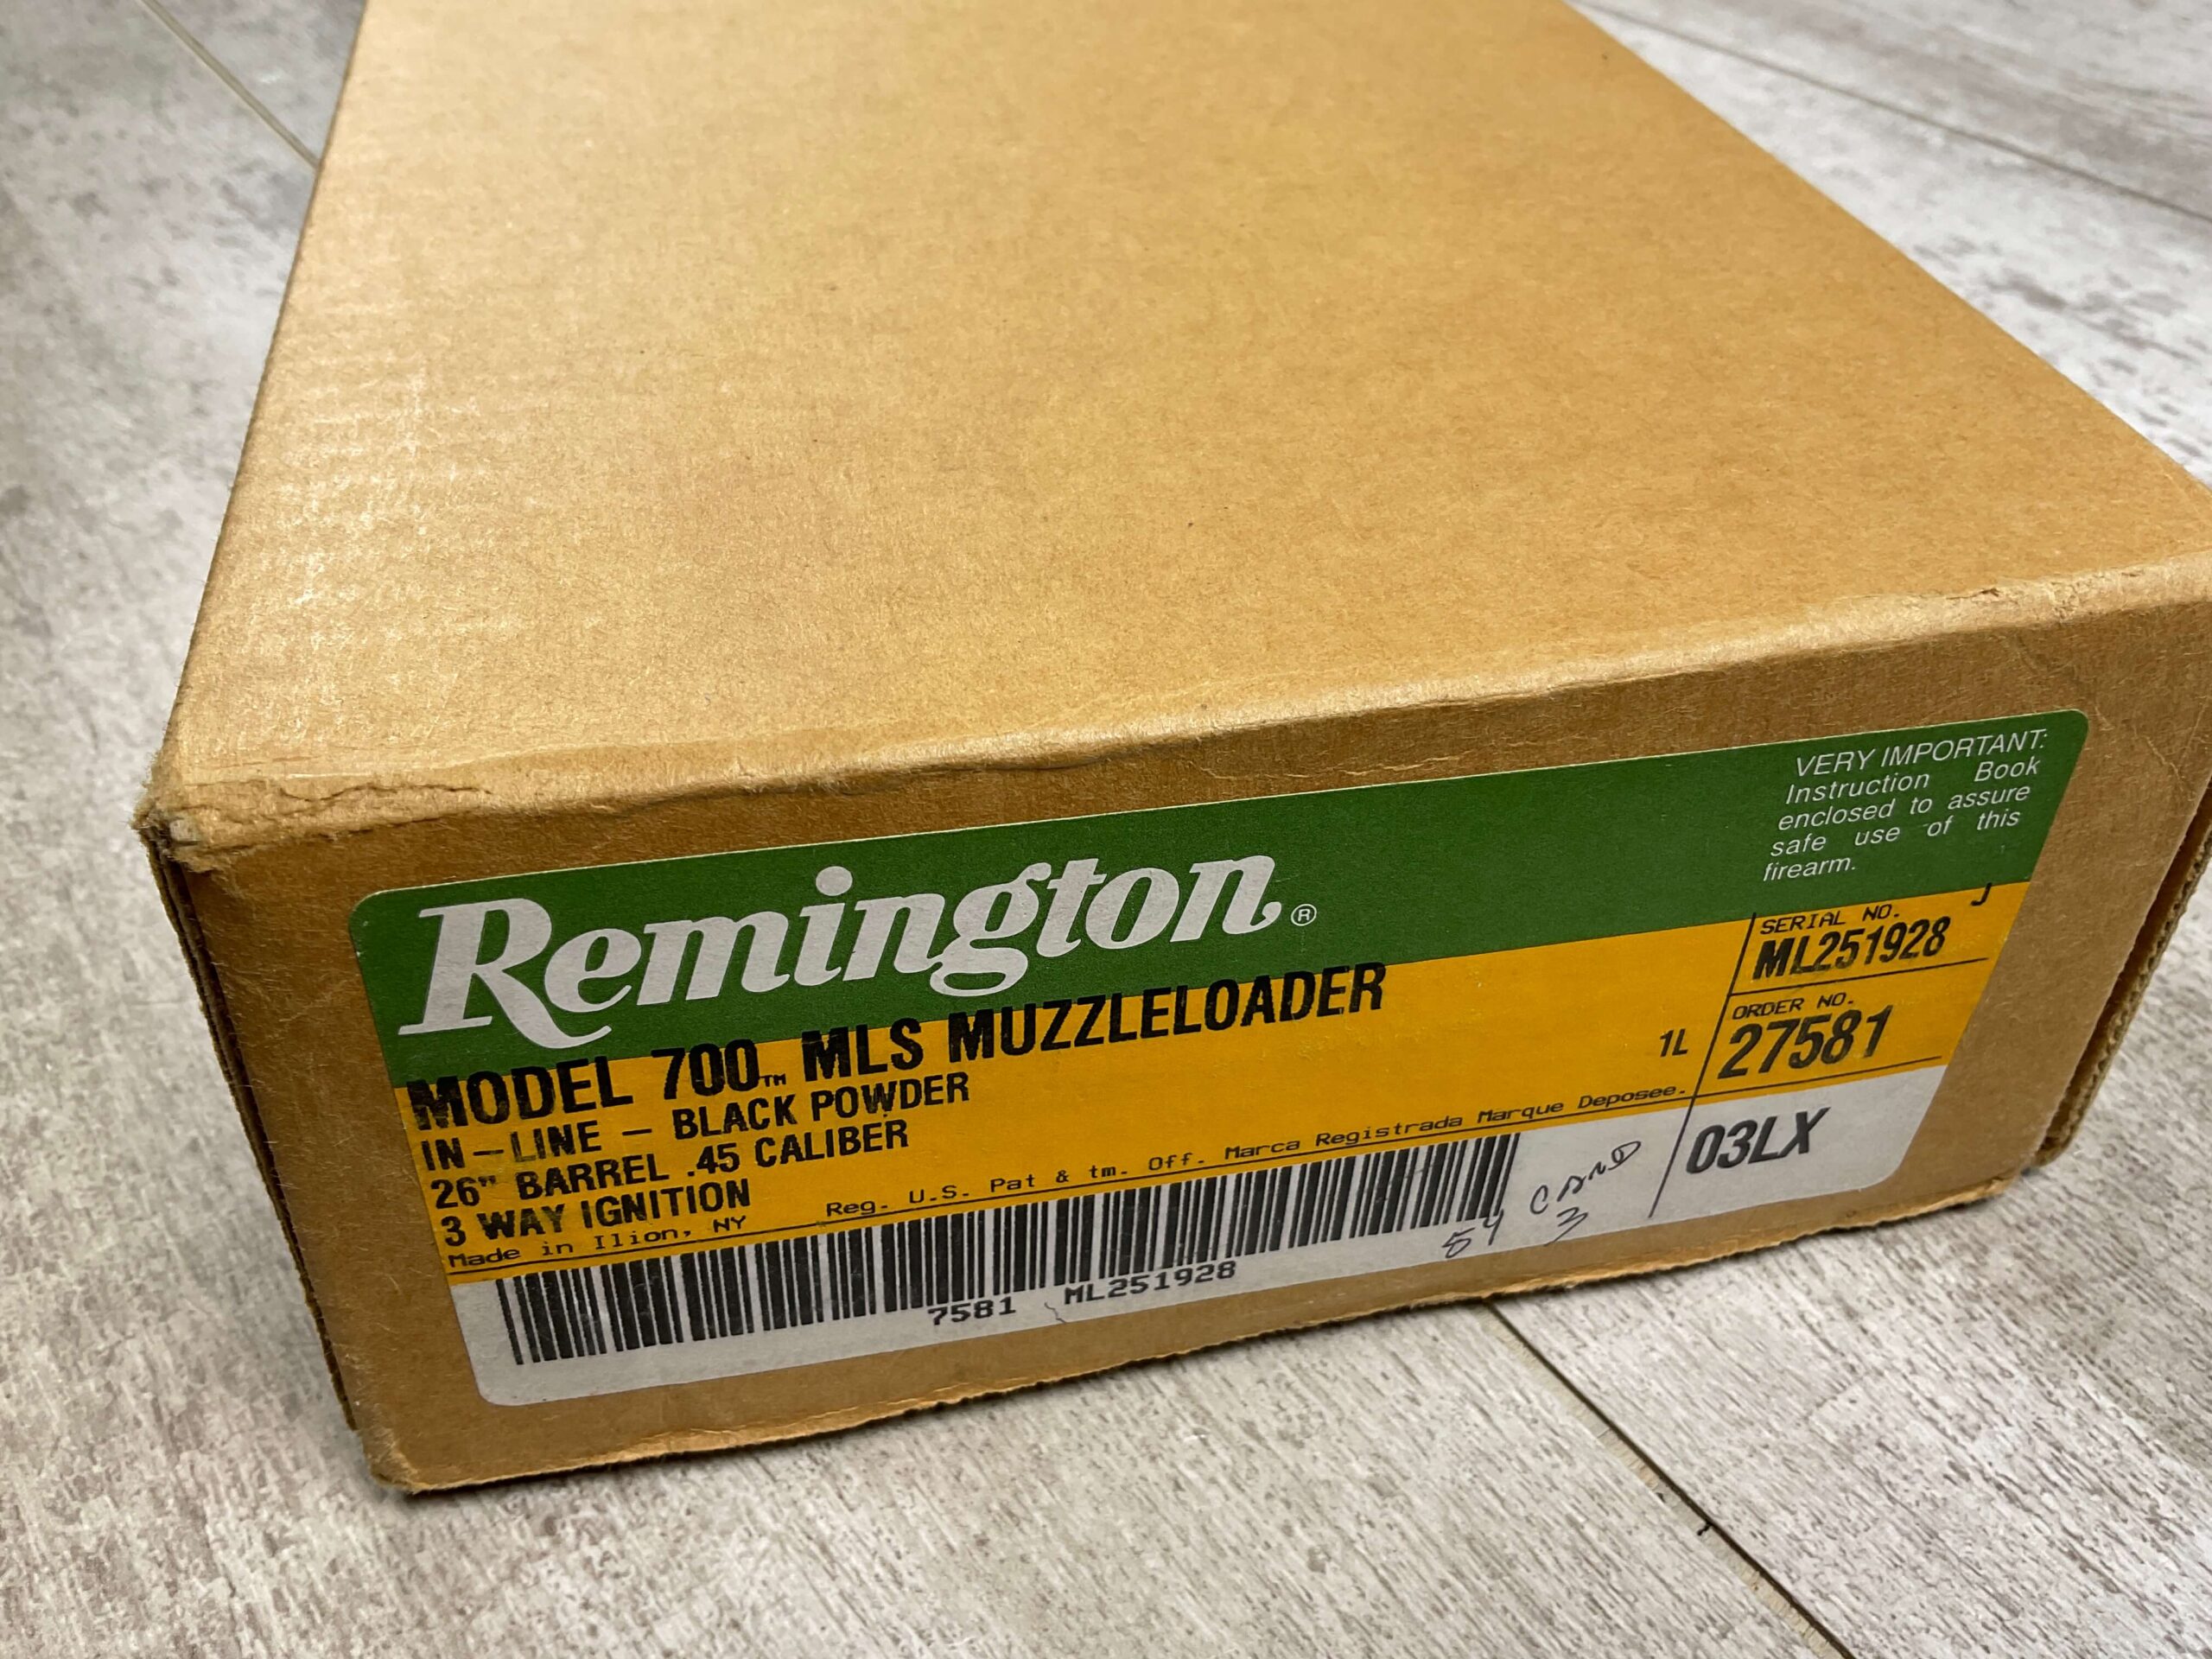 Remington®
VERY IMPORTANT:
Instruction Book
enclosed to assure
safe use of this
firearm.
MODEL 700™ MLS MUZZLELOADER
IN-LINE - BLACK POWDER
26" BARREL .45 CALIBER
3 WAY IGNITION
Made in Ilion, NY
Reg. U.S. Pat & tm. Off. Marca Registrada Marque Deposee.
1L
J
SERIAL NO.
ML251928
ORDER NO.
27581
03LX
7581 ML251928
54
3